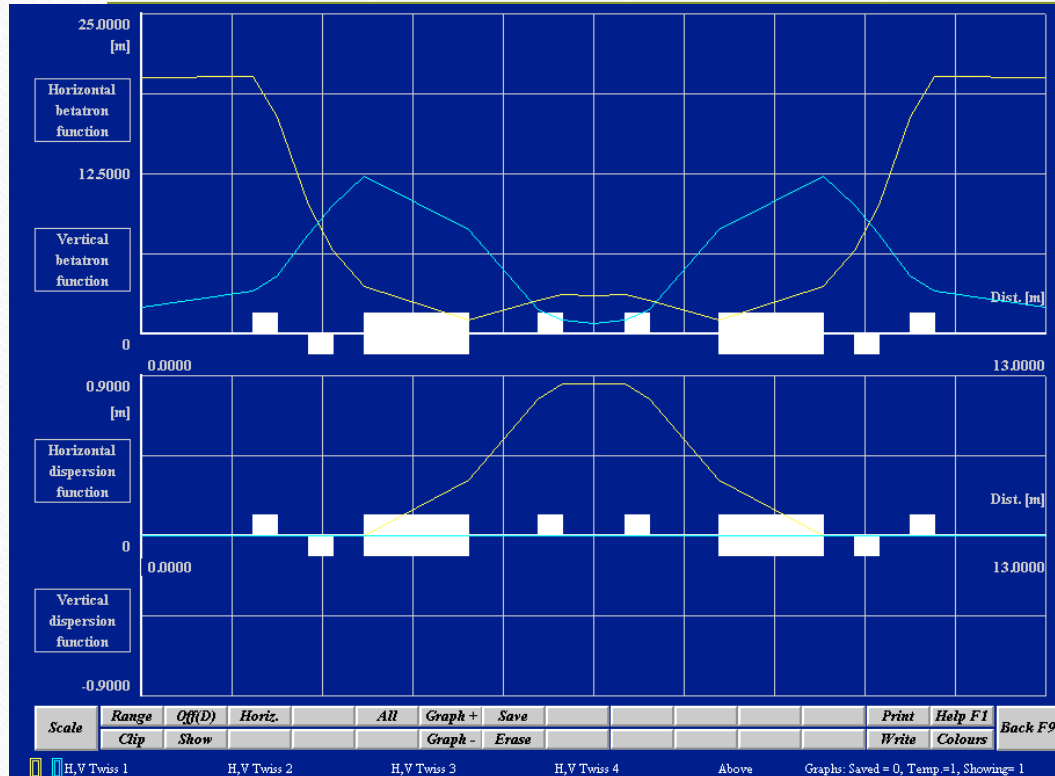 25.0000
[m]
Horizontal
betatron
function
12.5000
Vertical
betatron
function
Dist. [m]
0
0.0000
13.0000
0.9000
[m]
Horizontal
dispersion
function
Dist. [m]
0
0.0000
13.0000
Vertical
dispersion
function
-0.9000
Scale
Range Off(D) Horiz. All Graph + Save Print Help F1
Back F9
Clip Show Graph - Erase Write Colours
H,V Twiss 1 H,V Twiss 2 H,V Twiss 3 H,V Twiss 4 Above Graphs: Saved = 0, Temp.=1, Showing= 1